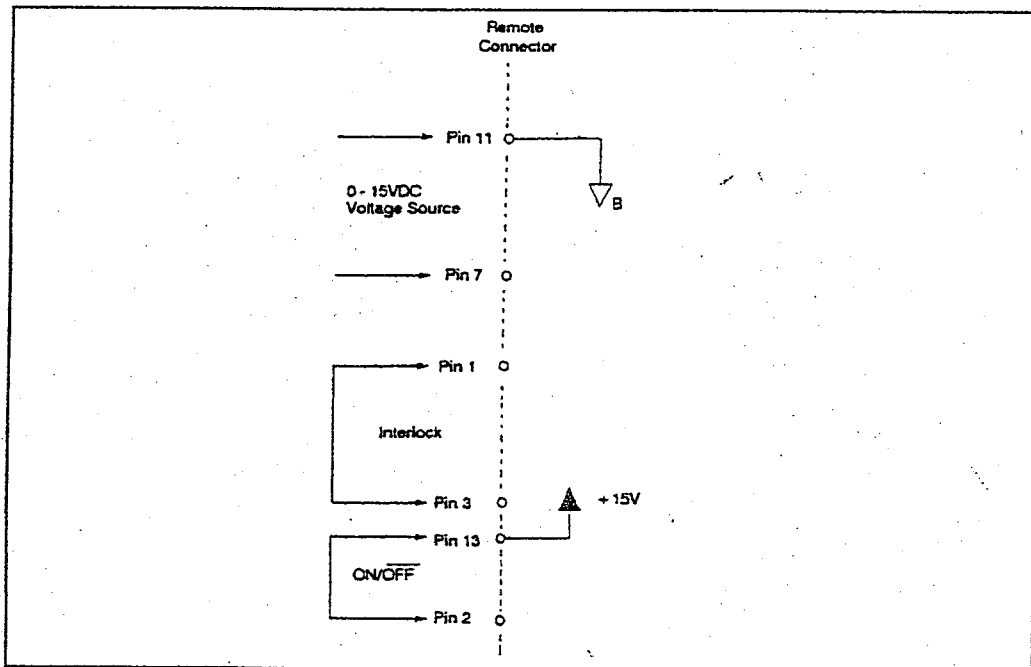 Remote
Connector
Pin 11
0 - 15VDC
Voltage Source
B
Pin 7
Pin 1
Interlock
Pin 3
+ 15V
Pin 13
ON/OFF
Pin 2